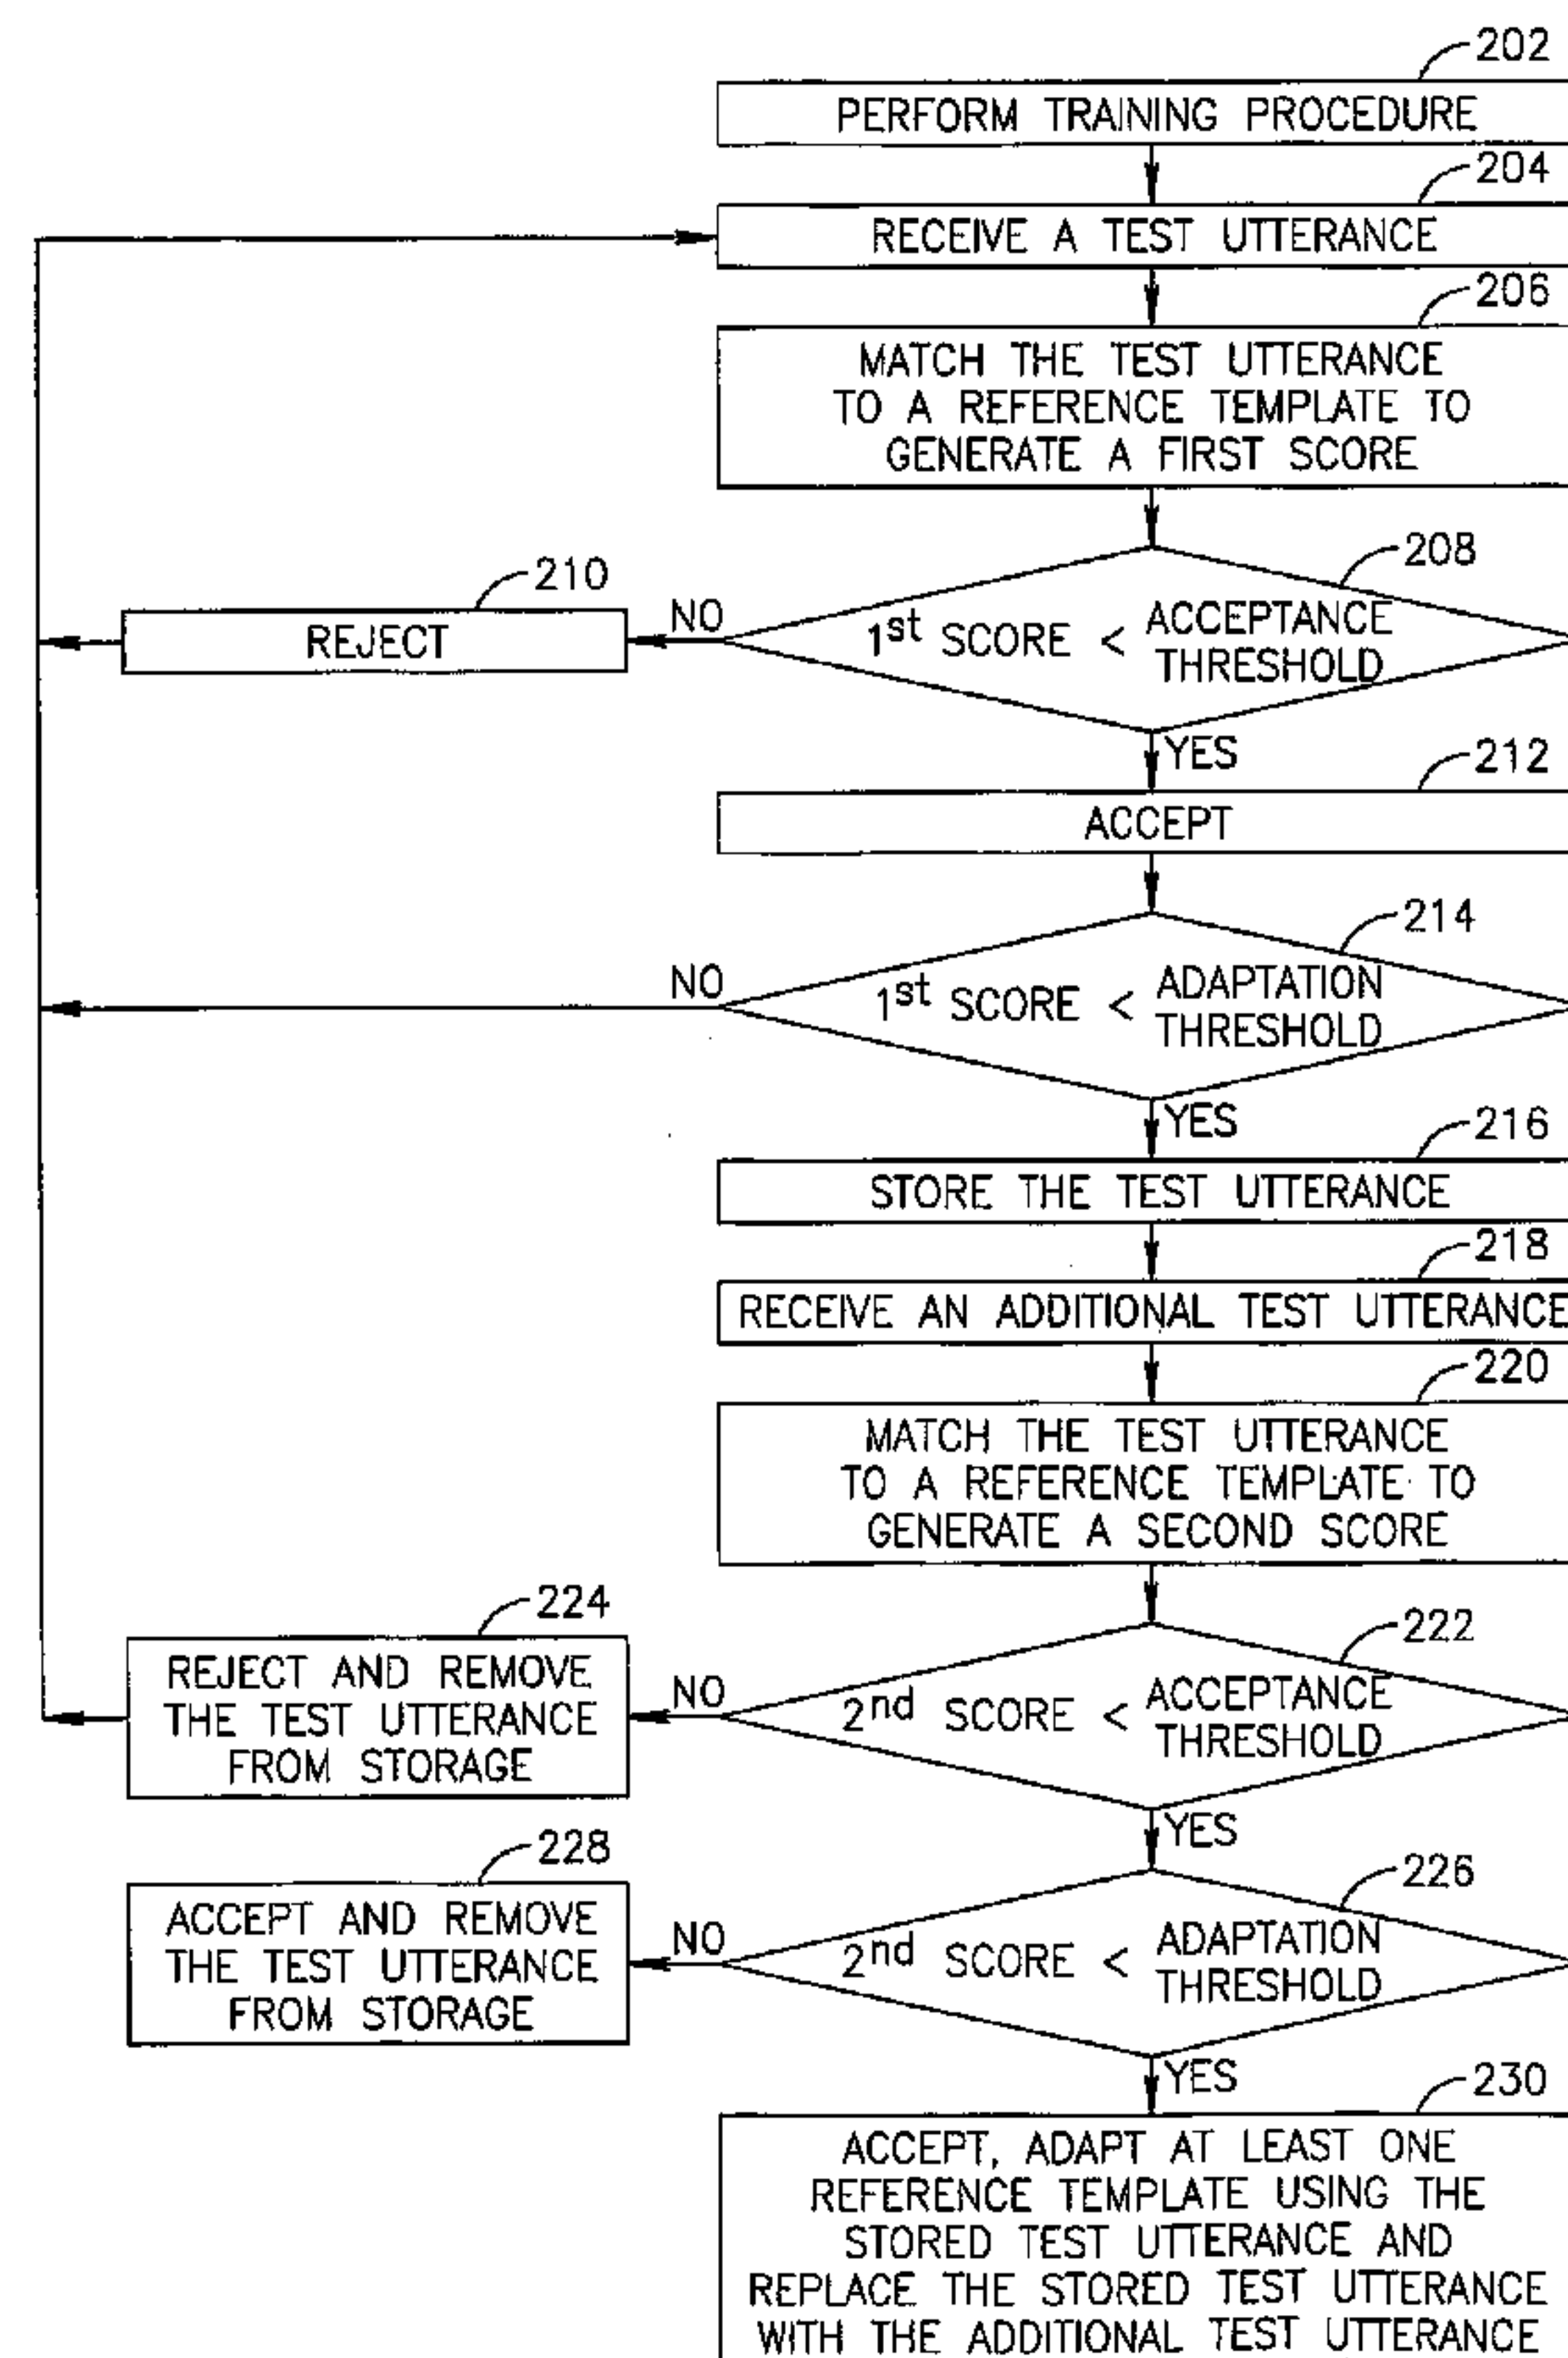 202
PERFORM TRAINING PROCEDURE
204
RECEIVE A TEST UTTERANCE
206
MATCH THE TEST UTTERANCE
TO A REFERENCE TEMPLATE TO
GENERATE A FIRST SCORE
208
1st SCORE < ACCEPTANCE
THRESHOLD
NO
210
REJECT
YES
212
ACCEPT
214
1st SCORE < ADAPTATION
THRESHOLD
NO
YES
216
STORE THE TEST UTTERANCE
218
RECEIVE AN ADDITIONAL TEST UTTERANCE
220
MATCH THE TEST UTTERANCE
TO A REFERENCE TEMPLATE TO
GENERATE A SECOND SCORE
222
2nd SCORE < ACCEPTANCE
THRESHOLD
NO
224
REJECT AND REMOVE
THE TEST UTTERANCE
FROM STORAGE
YES
226
2nd SCORE < ADAPTATION
THRESHOLD
NO
228
ACCEPT AND REMOVE
THE TEST UTTERANCE
FROM STORAGE
YES
230
ACCEPT, ADAPT AT LEAST ONE
REFERENCE TEMPLATE USING THE
STORED TEST UTTERANCE AND
REPLACE THE STORED TEST UTTERANCE
WITH THE ADDITIONAL TEST UTTERANCE